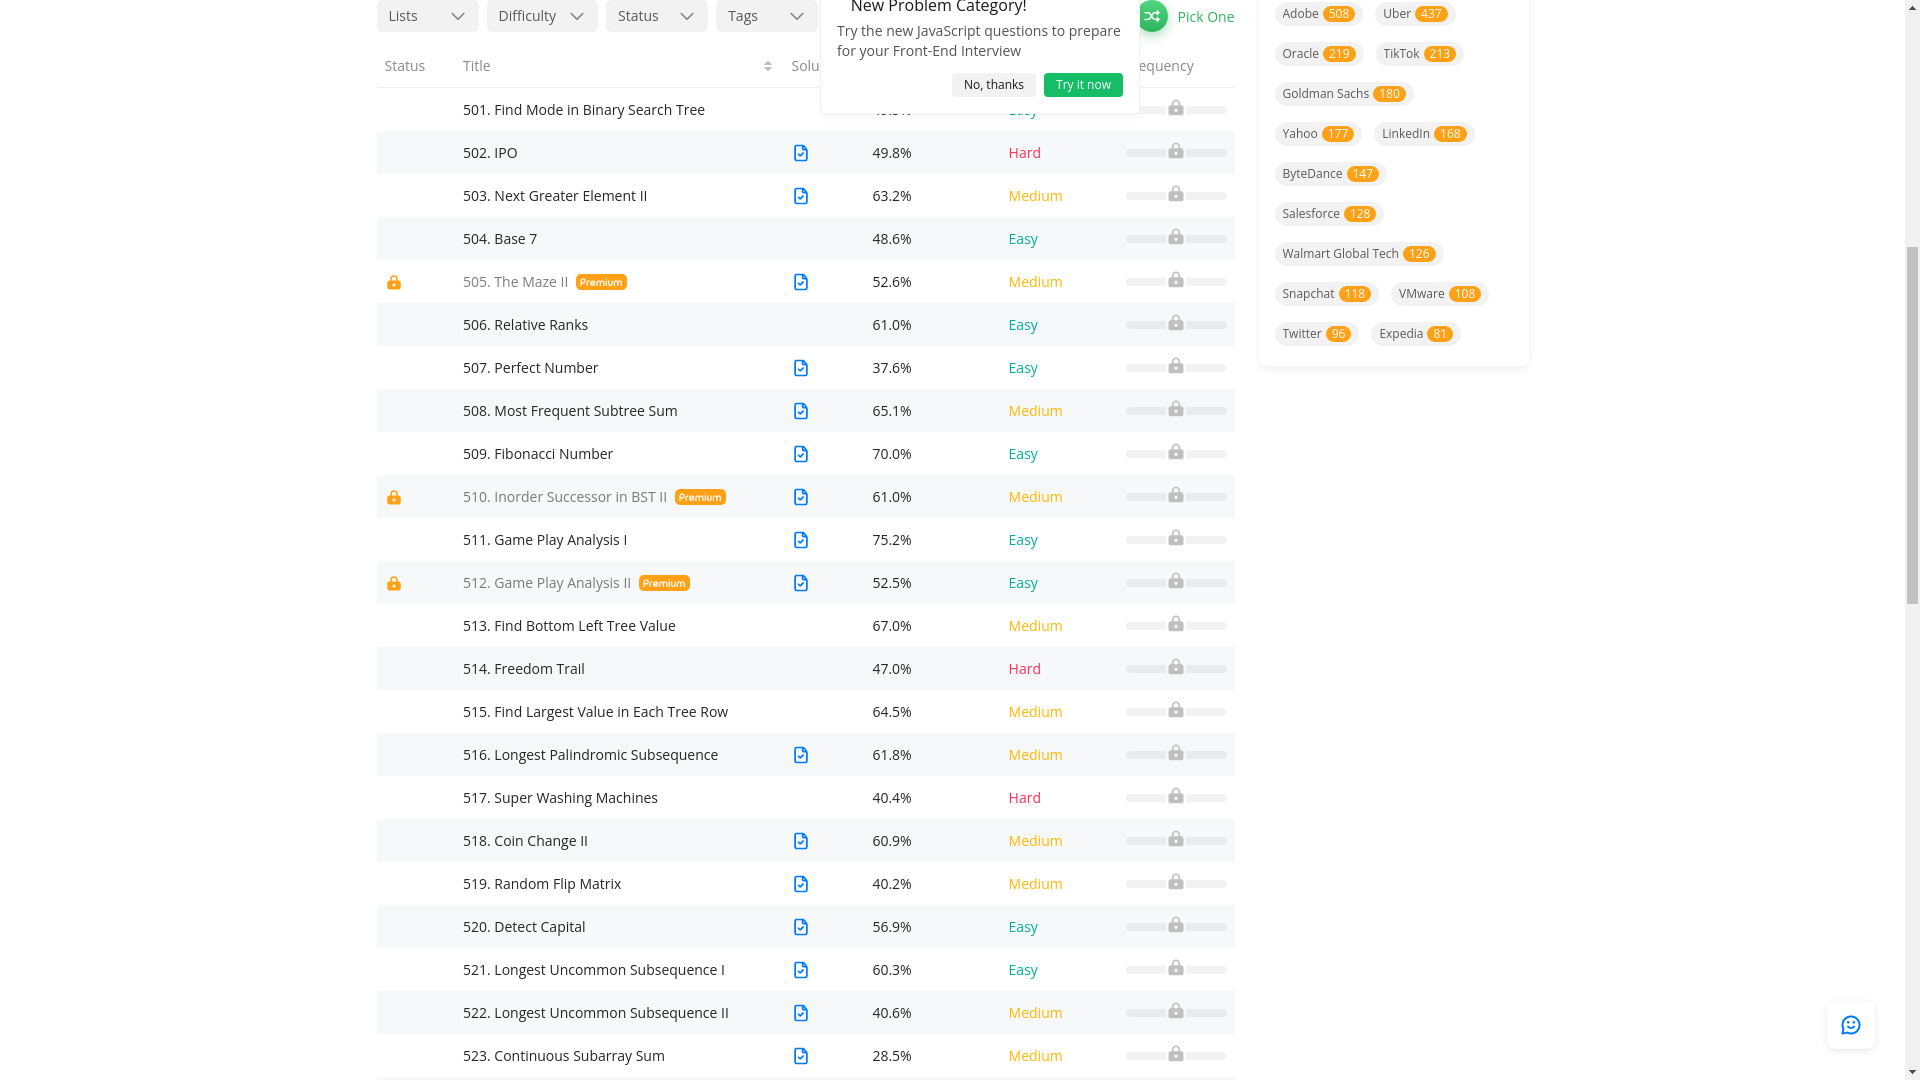 Lists Difficulty Status Tags
New Problem Category!
Try the new JavaScript questions to prepare
for your Front-End Interview
No, thanks Try it now
Pick One
Status Title Solu equency
501. Find Mode in Binary Search Tree
502. IPO 49.8% Hard
503. Next Greater Element II 63.2% Medium
504. Base 7 48.6% Easy
505. The Maze II Premium 52.6% Medium
506. Relative Ranks 61.0% Easy
507. Perfect Number 37.6% Easy
508. Most Frequent Subtree Sum 65.1% Medium
509. Fibonacci Number 70.0% Easy
510. Inorder Successor in BST II Premium 61.0% Medium
511. Game Play Analysis I 75.2% Easy
512. Game Play Analysis II Premium 52.5% Easy
513. Find Bottom Left Tree Value 67.0% Medium
514. Freedom Trail 47.0% Hard
515. Find Largest Value in Each Tree Row 64.5% Medium
516. Longest Palindromic Subsequence 61.8% Medium
517. Super Washing Machines 40.4% Hard
518. Coin Change II 60.9% Medium
519. Random Flip Matrix 40.2% Medium
520. Detect Capital 56.9% Easy
521. Longest Uncommon Subsequence I 60.3% Easy
522. Longest Uncommon Subsequence II 40.6% Medium
523. Continuous Subarray Sum 28.5% Medium
Adobe 508 Uber 437
Oracle 219 TikTok 213
Goldman Sachs 180
Yahoo 177 LinkedIn 168
ByteDance 147
Salesforce 128
Walmart Global Tech 126
Snapchat 118 VMware 108
Twitter 96 Expedia 81